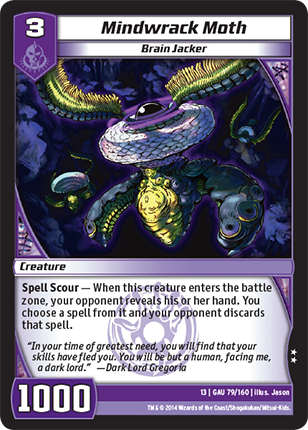 3
Mindwrack Moth
Brain Jacker
Creature
Spell Scour — When this creature enters the battle
zone, your opponent reveals his or her hand. You
choose a spell from it and your opponent discards
that spell.
"In your time of greatest need, you will find that your
skills have fled you. You will be but a human, facing me,
a dark lord." —Dark Lord Gregoria
1000
13 | GAU 79/160 | Illus. Jason
TM & © 2014 Wizards of the Coast/Shogakukan/Mitsui-Kids.